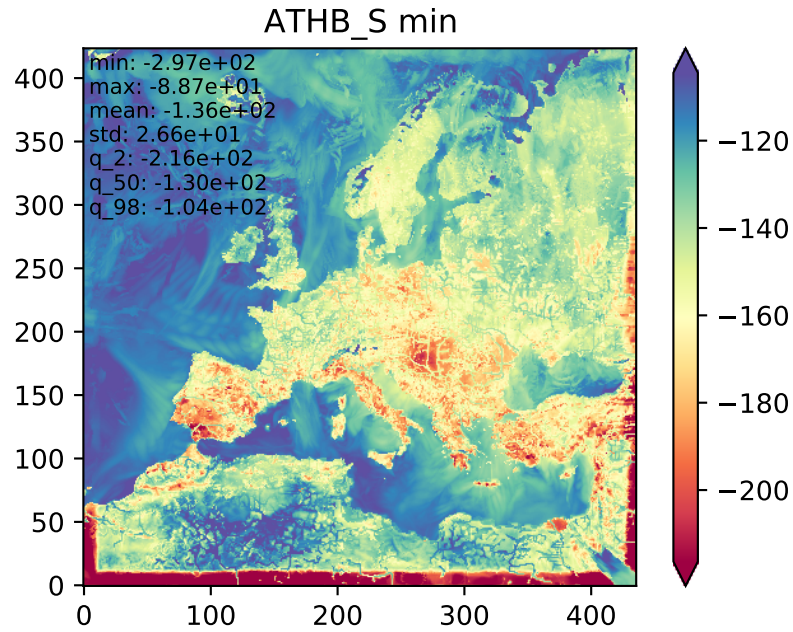 ATHB_S min
min: -2.97e+02
max: -8.87e+01
mean: -1.36e+02
std: 2.66e+01
q_2: -2.16e+02
q_50: -1.30e+02
q_98: -1.04e+02
400
350
300
250
200
150
100
50
0
0 100 200 300 400
−120
−140
−160
−180
−200